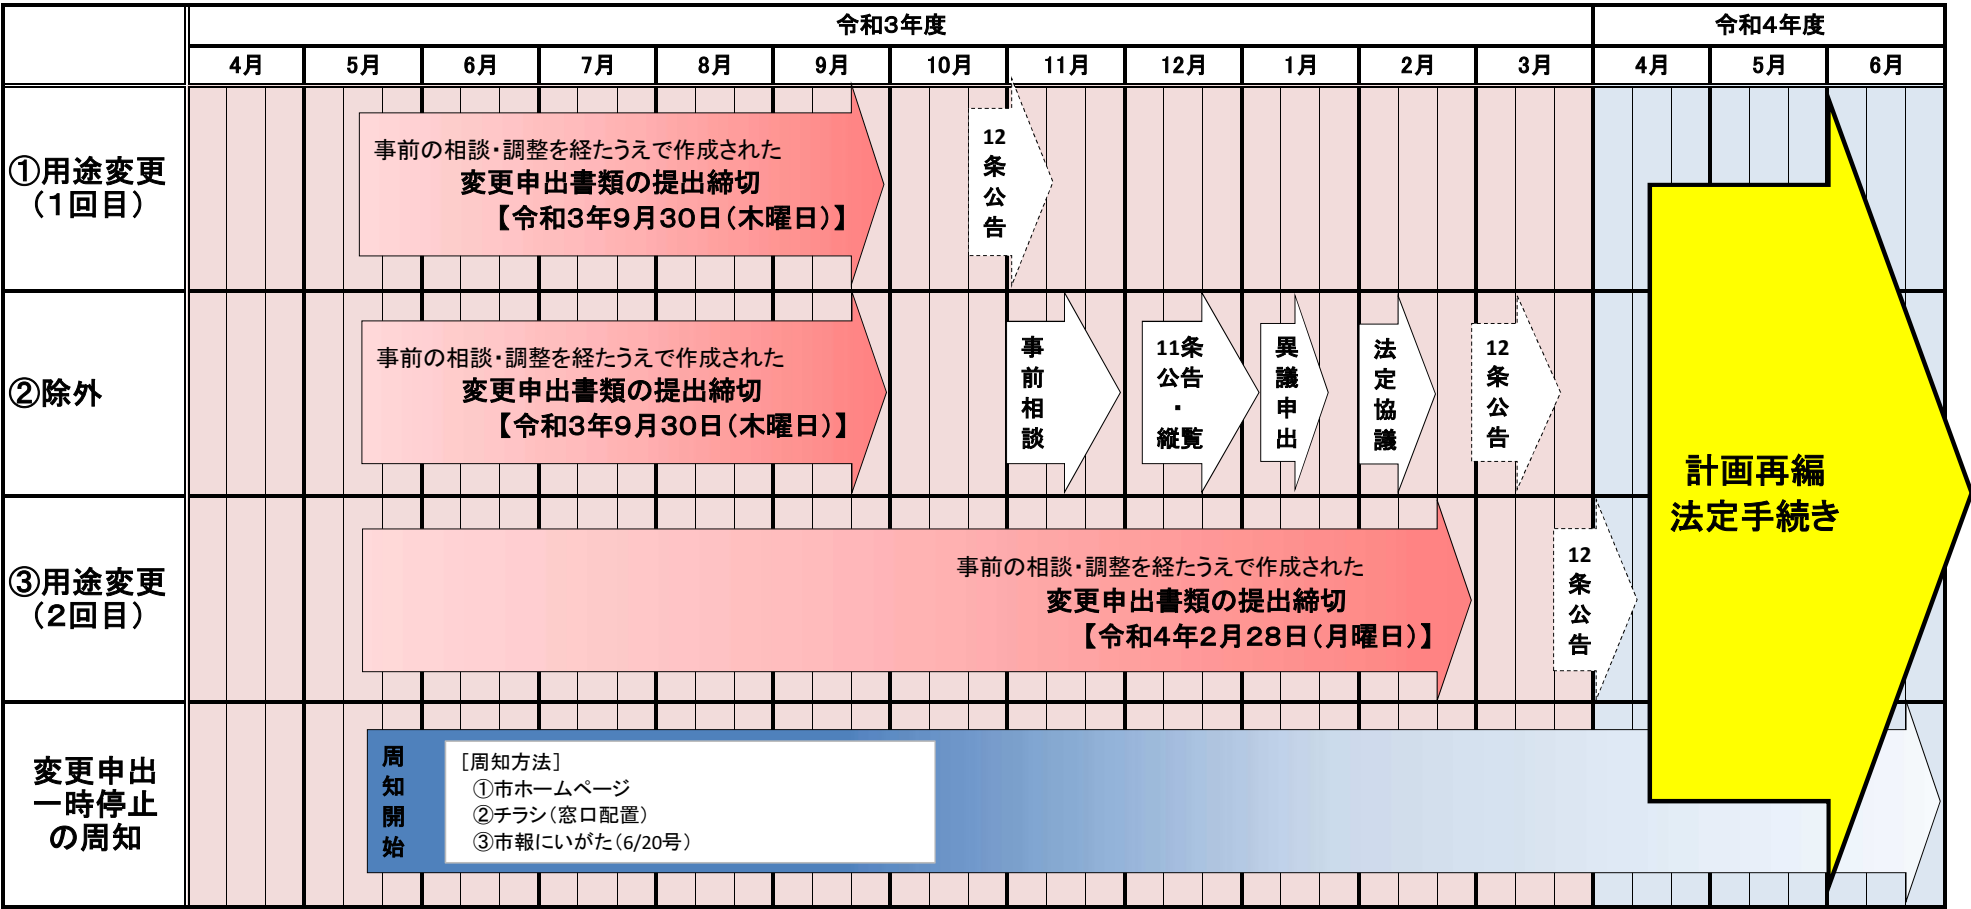 令和3年度
令和4年度
4月
5月
6月
7月
8月
9月
10月
11月
12月
1月
2月
3月
4月
5月
6月
①用途変更
（1回目）
事前の相談・調整を経たうえで作成された
変更申出書類の提出締切
【令和3年9月30日（木曜日）】
12
条
公
告
②除外
事前の相談・調整を経たうえで作成された
変更申出書類の提出締切
【令和3年9月30日（木曜日）】
事
前
相
談
11条
公告
・
縦覧
異
議
申
出
法
定
協
議
12
条
公
告
③用途変更
（2回目）
事前の相談・調整を経たうえで作成された
変更申出書類の提出締切
【令和4年2月28日（月曜日）】
12
条
公
告
計画再編
法定手続き
変更申出
一時停止
の周知
周
知
開
始
［周知方法］
①市ホームページ
②チラシ（窓口配置）
③市報にいがた（6/20号）